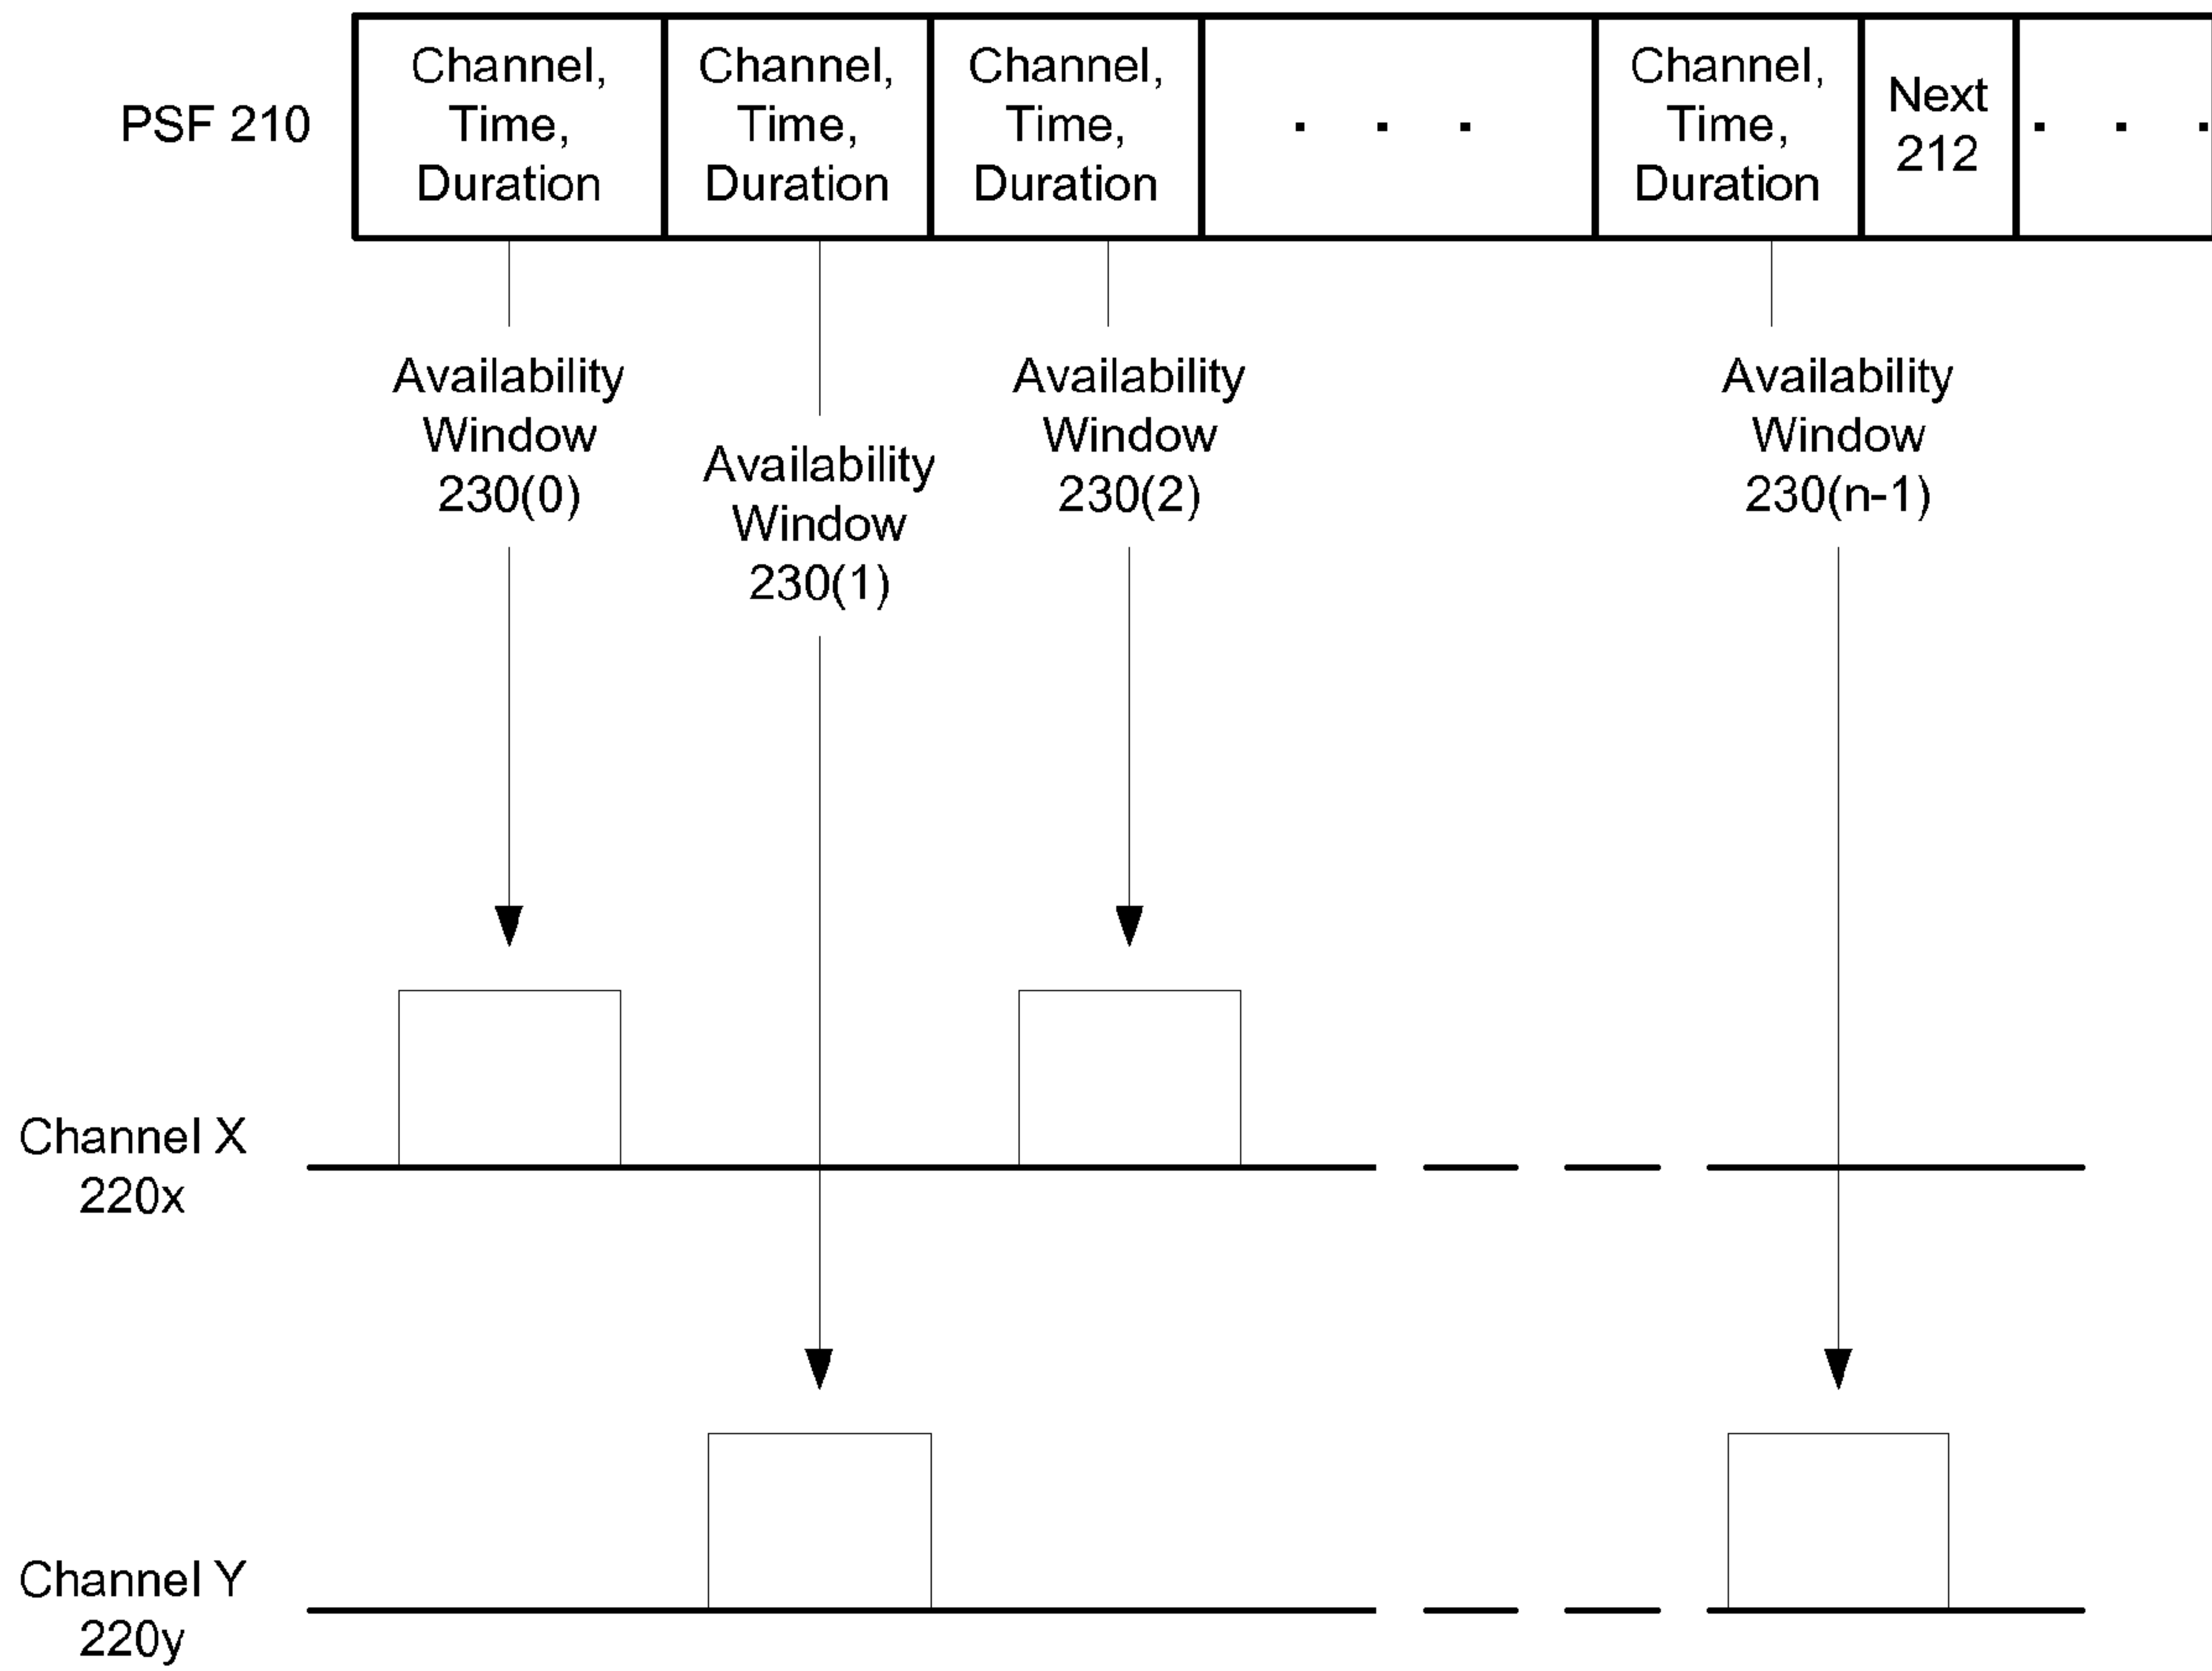 PSF 210
Channel,
Time,
Duration
Channel,
Time,
Duration
Channel,
Time,
Duration
. . .
Channel,
Time,
Duration
Next
212
. . .
Availability
Window
230(0)
Availability
Window
230(1)
Availability
Window
230(2)
Availability
Window
230(n-1)
Channel X
220x
Channel Y
220y